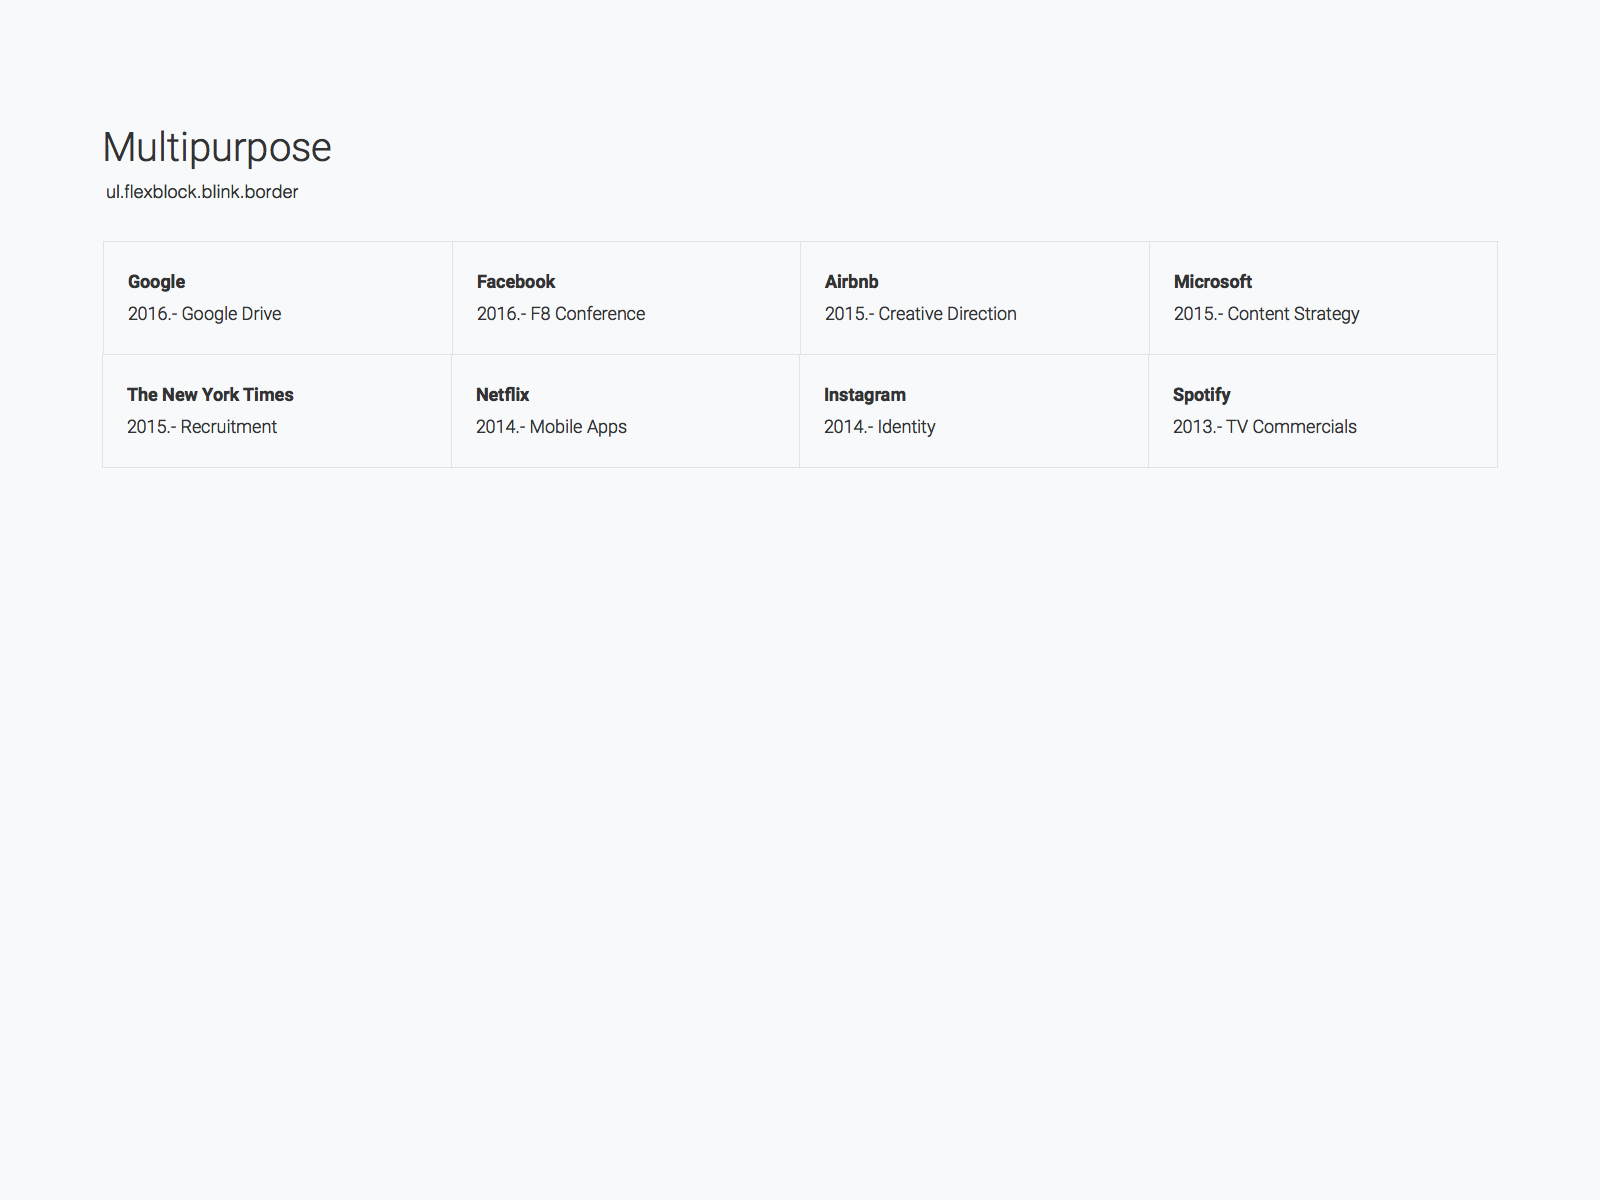 Multipurpose
ul.flexblock.blink.border
Google
2016.- Google Drive
Facebook
2016.- F8 Conference
Airbnb
2015.- Creative Direction
Microsoft
2015.- Content Strategy
The New York Times
2015.- Recruitment
Netflix
2014.- Mobile Apps
Instagram
2014.- Identity
Spotify
2013.- TV Commercials